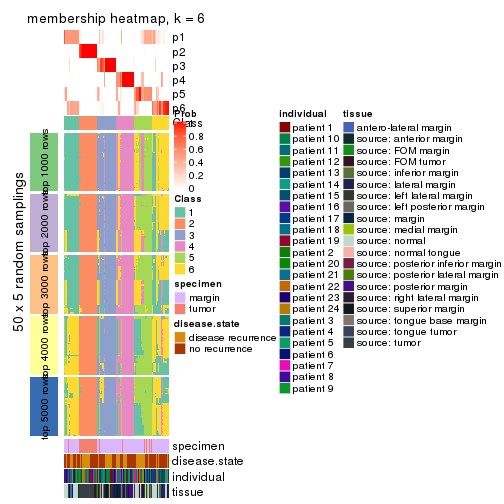 membership heatmap, k = 6
p1
p2
p3
p4
p5
p6
Prob
1
0.8
0.6
0.4
0.2
0
Class
Class
1
2
3
4
5
6
specimen
margin
tumor
disease.state
disease recurrence
no recurrence
50 x 5 random samplings
top 1000 rows
top 2000 rows
top 3000 rows
top 4000 rows
top 5000 rows
specimen
disease.state
individual
tissue
individual
patient 1
patient 10
patient 11
patient 12
patient 13
patient 14
patient 15
patient 16
patient 17
patient 18
patient 19
patient 2
patient 20
patient 21
patient 22
patient 23
patient 24
patient 3
patient 4
patient 5
patient 6
patient 7
patient 8
patient 9
tissue
antero-lateral margin
source: anterior margin
source: FOM margin
source: FOM tumor
source: inferior margin
source: lateral margin
source: left lateral margin
source: left posterior margin
source: margin
source: medial margin
source: normal
source: normal tongue
source: posterior inferior margin
source: posterior lateral margin
source: posterior margin
source: right lateral margin
source: superior margin
source: tongue base margin
source: tongue tumor
source: tumor